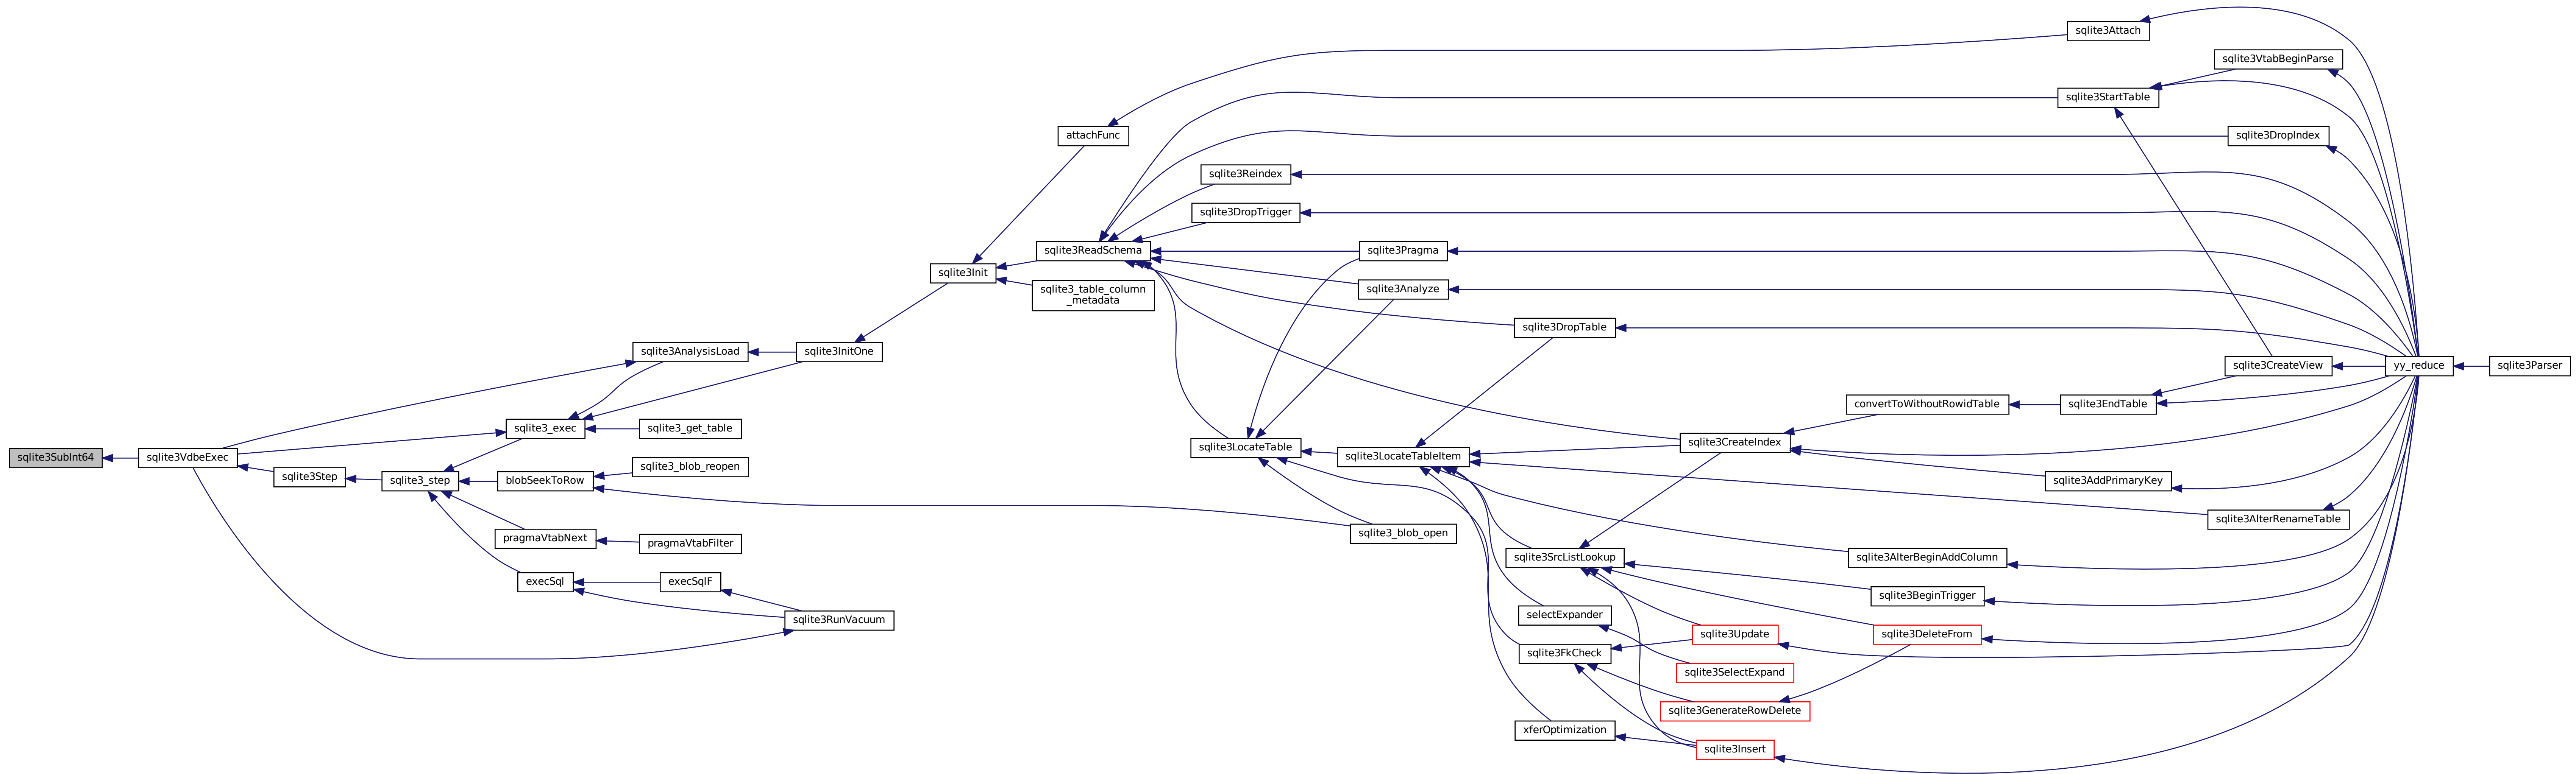 sqlite3SubInt64
sqlite3VdbeExec
sqlite3Step
sqlite3_step
sqlite3AnalysisLoad
sqlite3_exec
sqlite3_get_table
blobSeekToRow
sqlite3_blob_reopen
pragmaVtabNext
pragmaVtabFilter
execSql
execSqlF
sqlite3RunVacuum
sqlite3InitOne
sqlite3Init
attachFunc
sqlite3ReadSchema
sqlite3_table_column
_metadata
sqlite3Reindex
sqlite3DropTrigger
sqlite3LocateTable
sqlite3Pragma
sqlite3Analyze
sqlite3LocateTableItem
sqlite3_blob_open
sqlite3DropTable
sqlite3SrcListLookup
selectExpander
sqlite3FkCheck
xferOptimization
sqlite3CreateIndex
sqlite3Update
sqlite3SelectExpand
sqlite3GenerateRowDelete
sqlite3Insert
convertToWithoutRowidTable
sqlite3AlterBeginAddColumn
sqlite3BeginTrigger
sqlite3DeleteFrom
sqlite3Attach
sqlite3StartTable
sqlite3EndTable
sqlite3AddPrimaryKey
sqlite3VtabBeginParse
sqlite3DropIndex
sqlite3CreateView
sqlite3AlterRenameTable
yy_reduce
sqlite3Parser